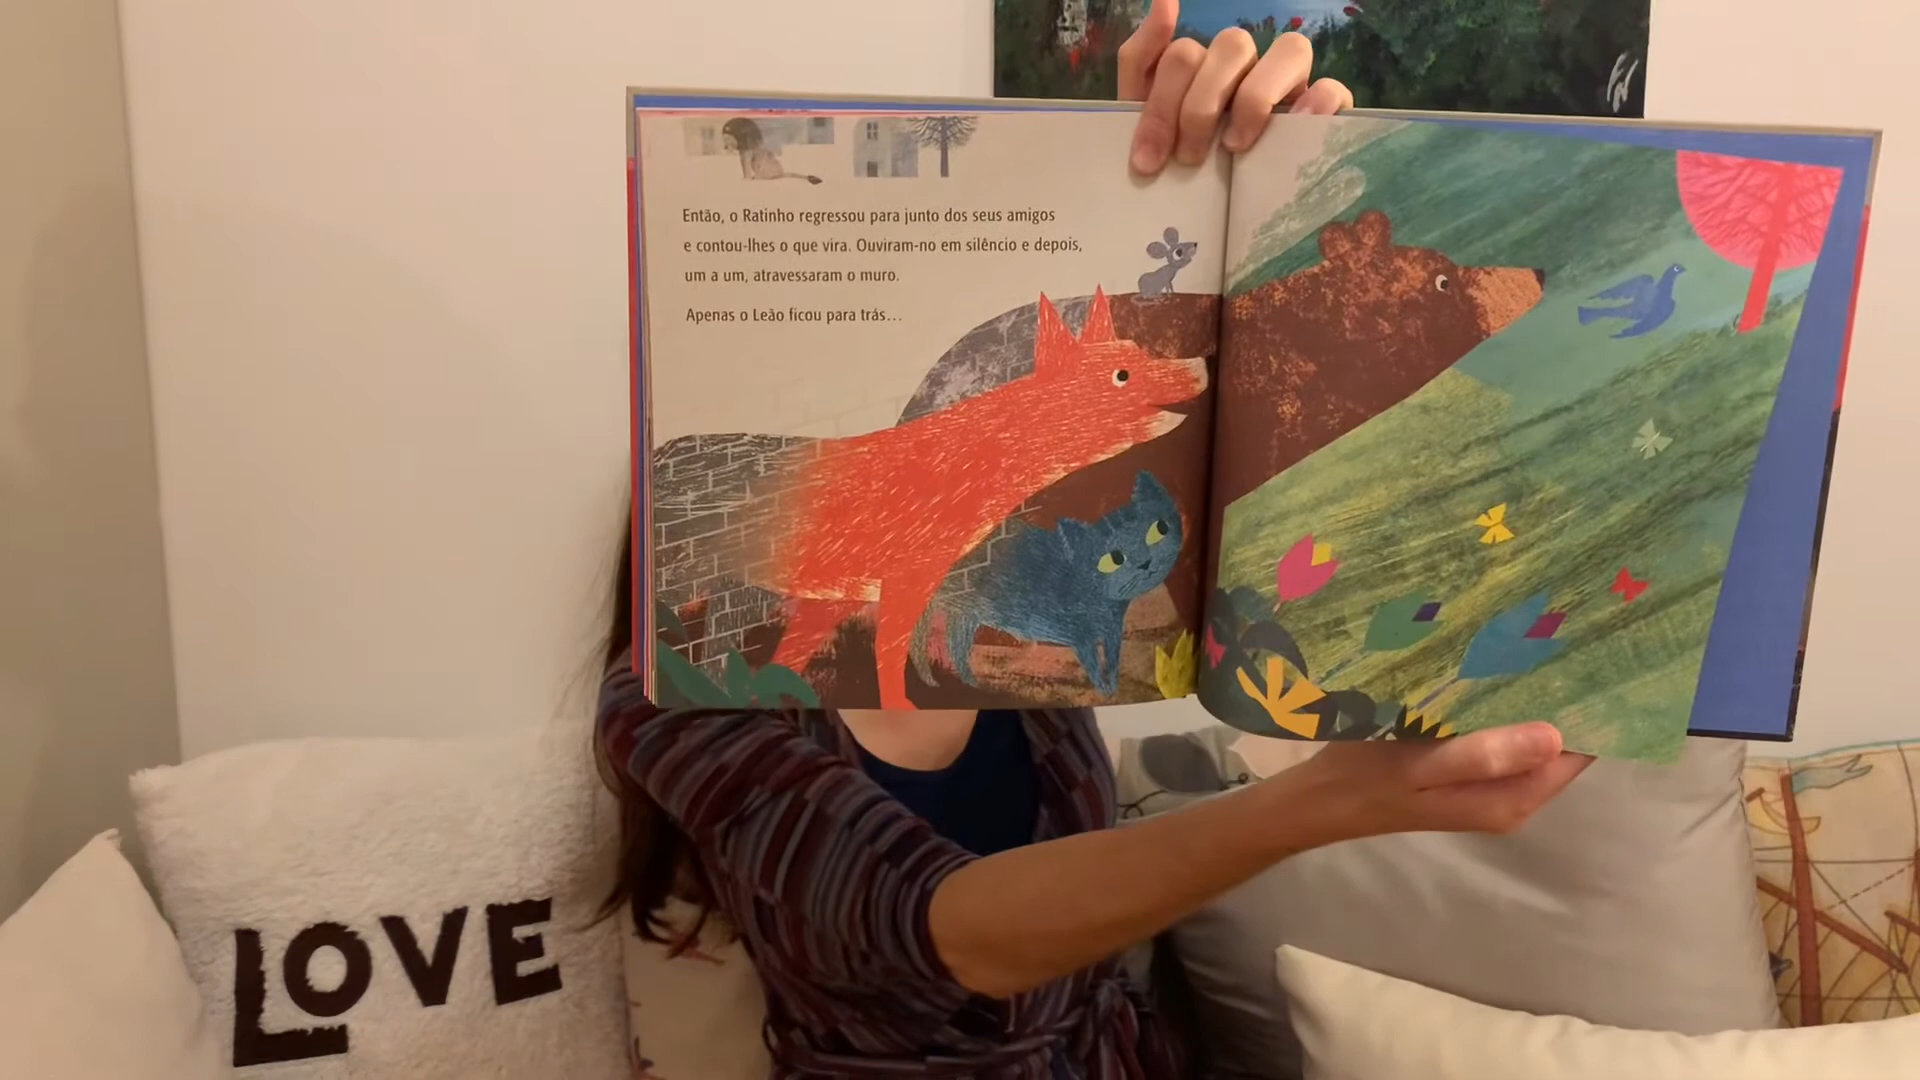 Então, o Ratinho regressou para junto dos seus amigos
e contou-lhes o que vira. Ouviram-no em silêncio e depois,
um a um, atravessaram o muro.
Apenas o Leão ficou para trás...
LOVE